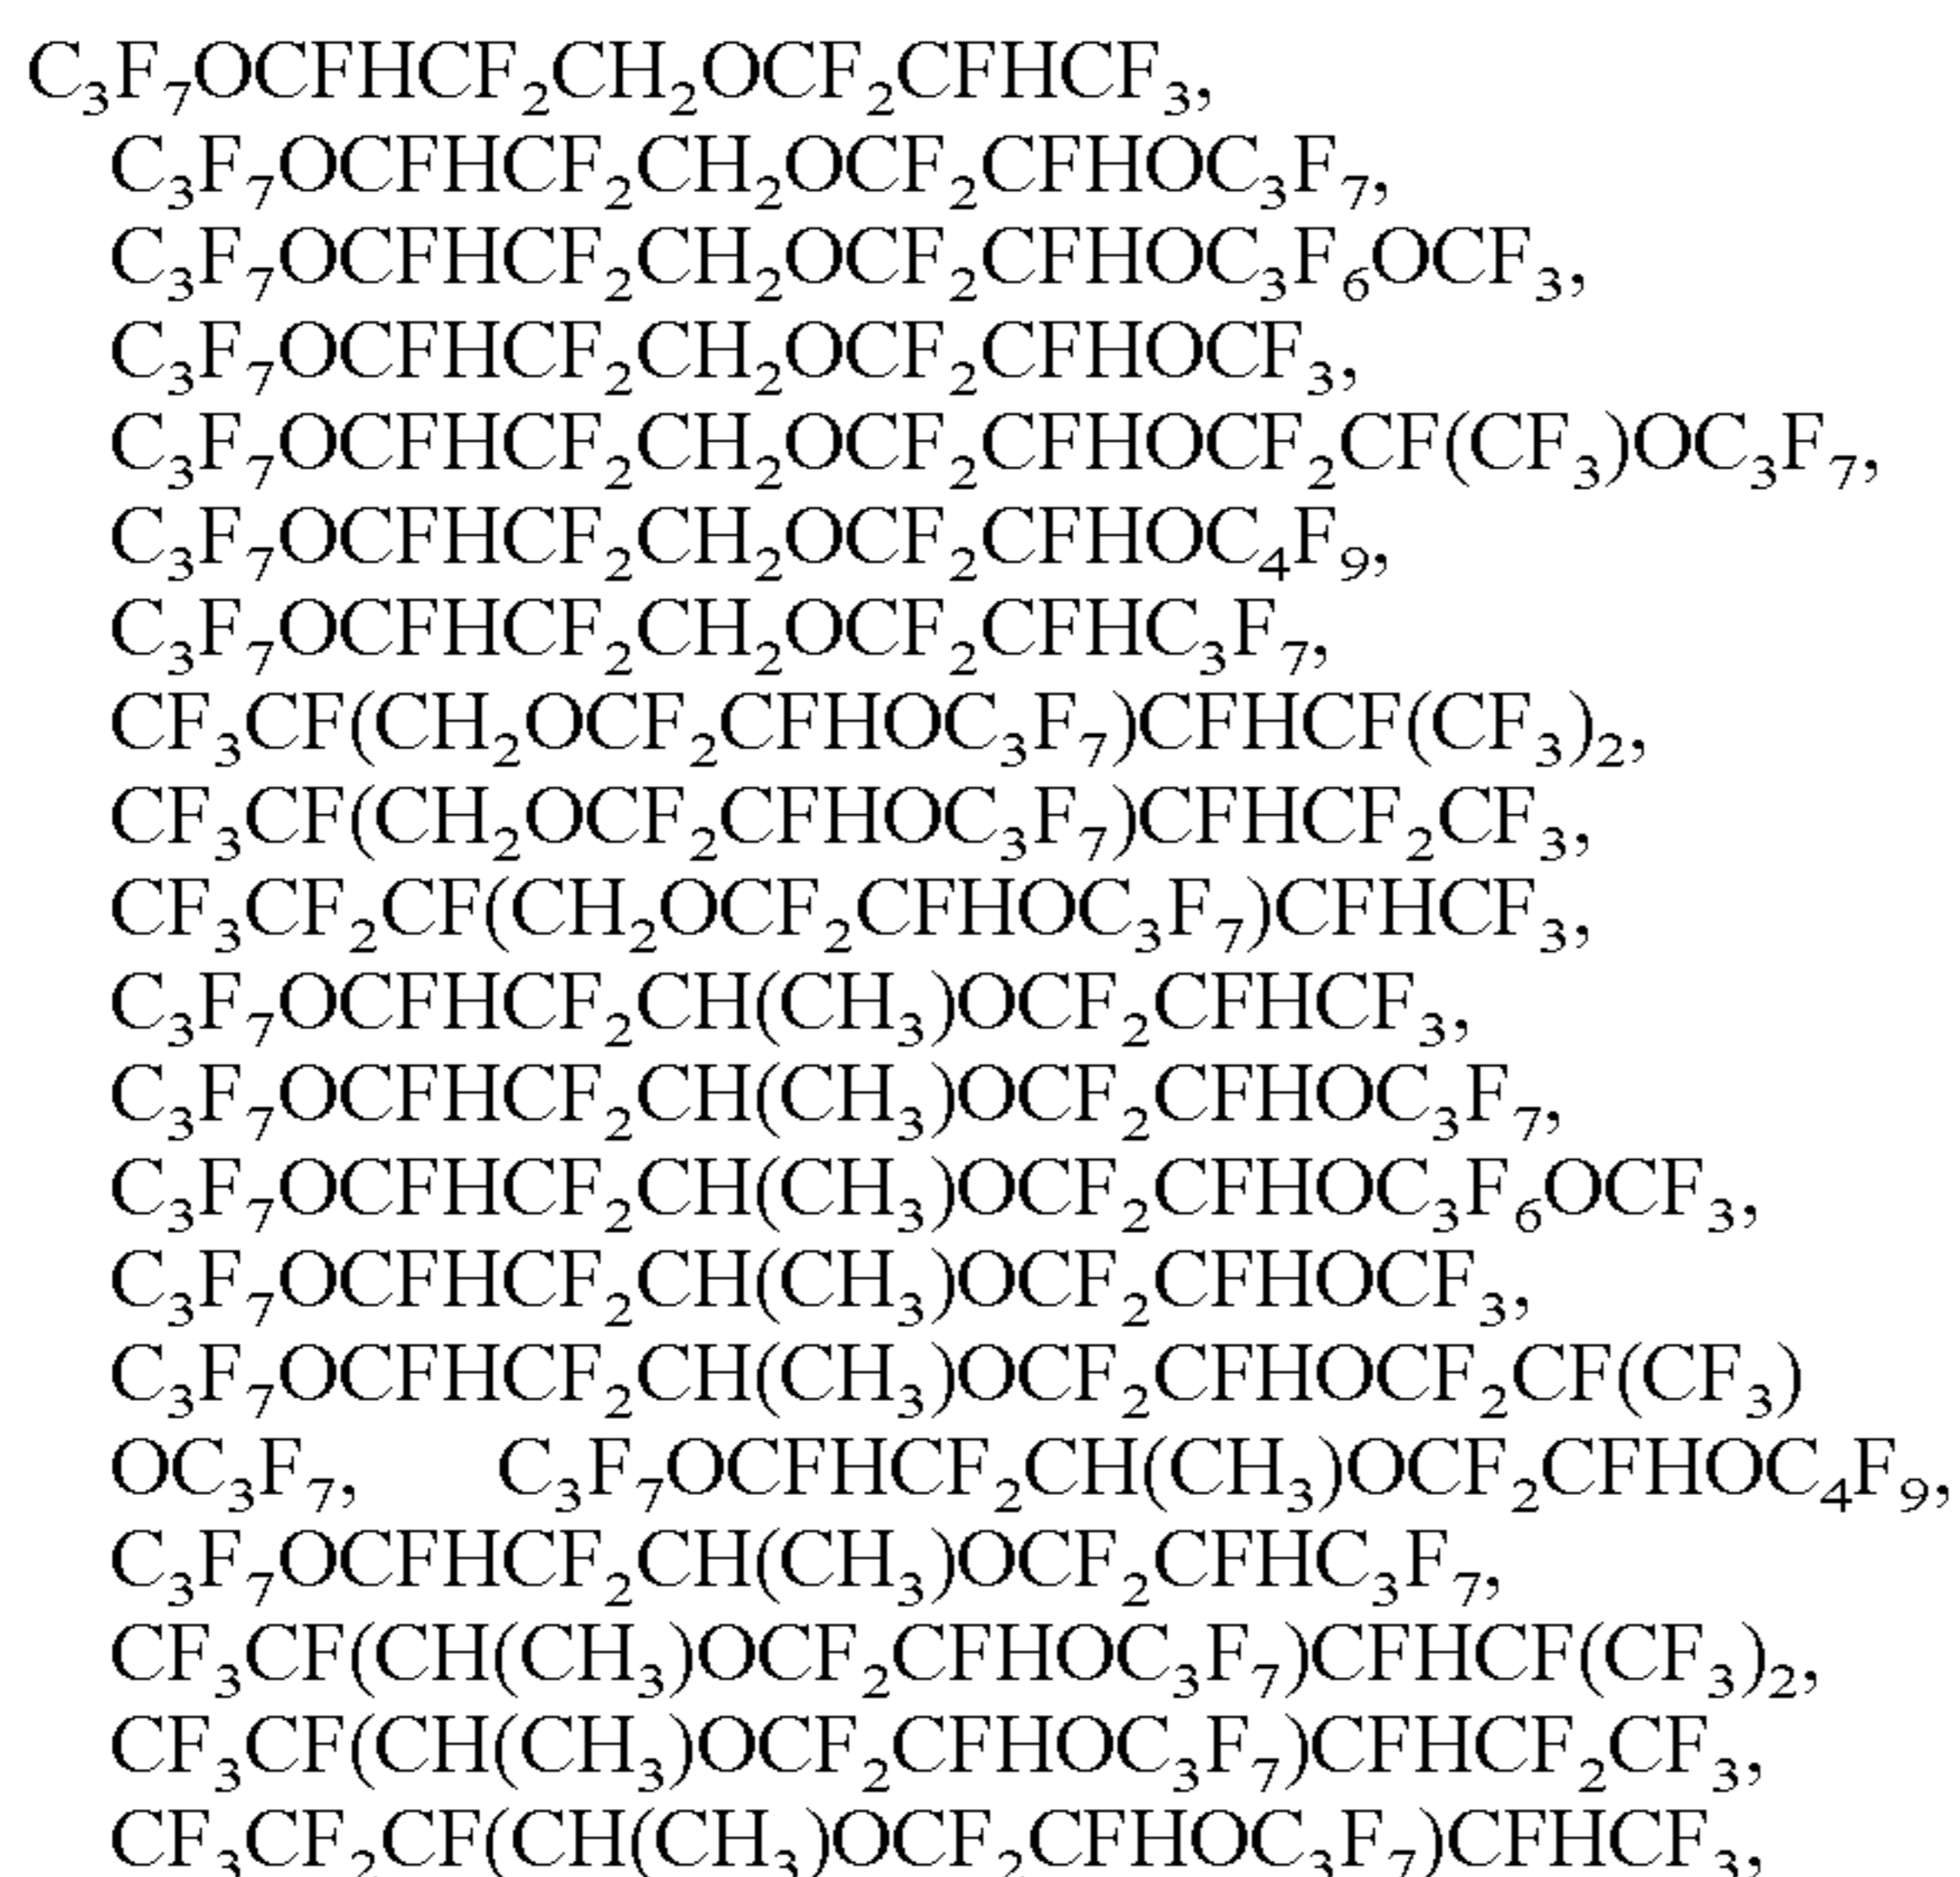 C₃F₇OCFHCF₂CH₂OCF₂CFHCF₃,
C₃F₇OCFHCF₂CH₂OCF₂CFHOC₃F₇,
C₃F₇OCFHCF₂CH₂OCF₂CFHOC₃F₆OCF₃,
C₃F₇OCFHCF₂CH₂OCF₂CFHOCF₃,
C₃F₇OCFHCF₂CH₂OCF₂CFHOCF₂CF(CF₃)OC₃F₇,
C₃F₇OCFHCF₂CH₂OCF₂CFHOC₄F₉,
C₃F₇OCFHCF₂CH₂OCF₂CFHC₃F₇,
CF₃CF(CH₂OCF₂CFHOC₃F₇)CFHCF(CF₃)₂,
CF₃CF(CH₂OCF₂CFHOC₃F₇)CFHCF₂CF₃,
CF₃CF₂CF(CH₂OCF₂CFHOC₃F₇)CFHCF₃,
C₃F₇OCFHCF₂CH(CH₃)OCF₂CFHCF₃,
C₃F₇OCFHCF₂CH(CH₃)OCF₂CFHOC₃F₇,
C₃F₇OCFHCF₂CH(CH₃)OCF₂CFHOC₃F₆OCF₃,
C₃F₇OCFHCF₂CH(CH₃)OCF₂CFHOCF₃,
C₃F₇OCFHCF₂CH(CH₃)OCF₂CFHOCF₂CF(CF₃)
OC₃F₇, C₃F₇OCFHCF₂CH(CH₃)OCF₂CFHOC₄F₉,
C₃F₇OCFHCF₂CH(CH₃)OCF₂CFHC₃F₇,
CF₃CF(CH(CH₃)OCF₂CFHOC₃F₇)CFHCF(CF₃)₂,
CF₃CF(CH(CH₃)OCF₂CFHOC₃F₇)CFHCF₂CF₃,
CF₃CF₂CF(CH(CH₃)OCF₂CFHOC₃F₇)CFHCF₃,